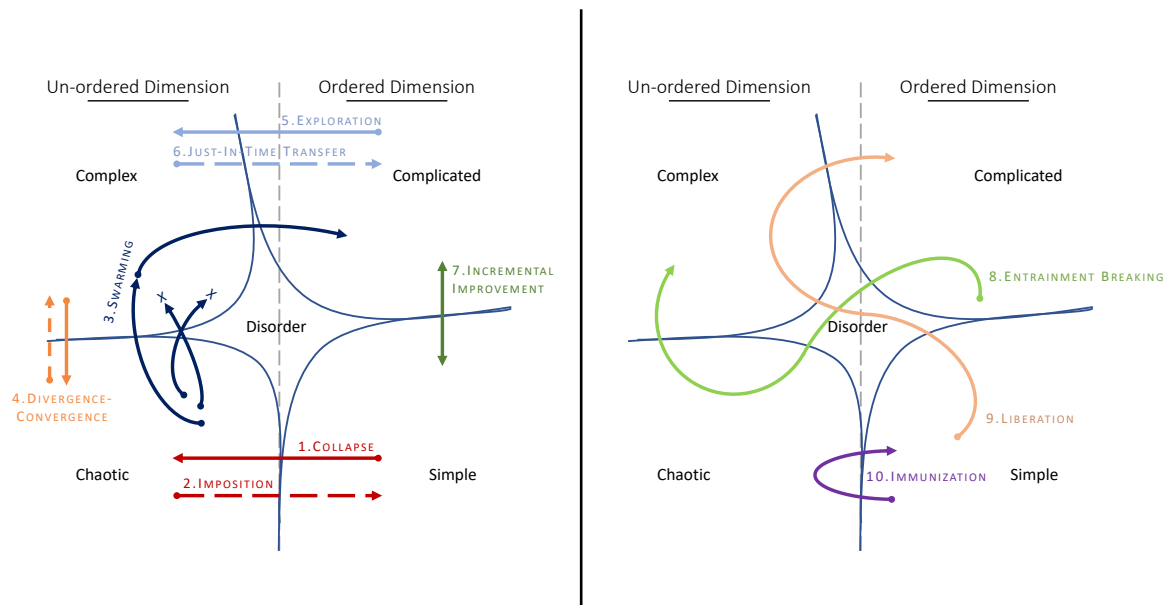 Un-ordered Dimension
Ordered Dimension
5.Exploration
6.Just-In-Time Transfer
Complex
Complicated
3.Swarming
x
x
7.Incremental
Improvement
Disorder
4.Divergence-
Convergence
1.Collapse
Chaotic
Simple
2.Imposition
Un-ordered Dimension
Ordered Dimension
Complex
Complicated
8.Entrainment Breaking
Disorder
9.Liberation
Chaotic
10.Immunization
Simple